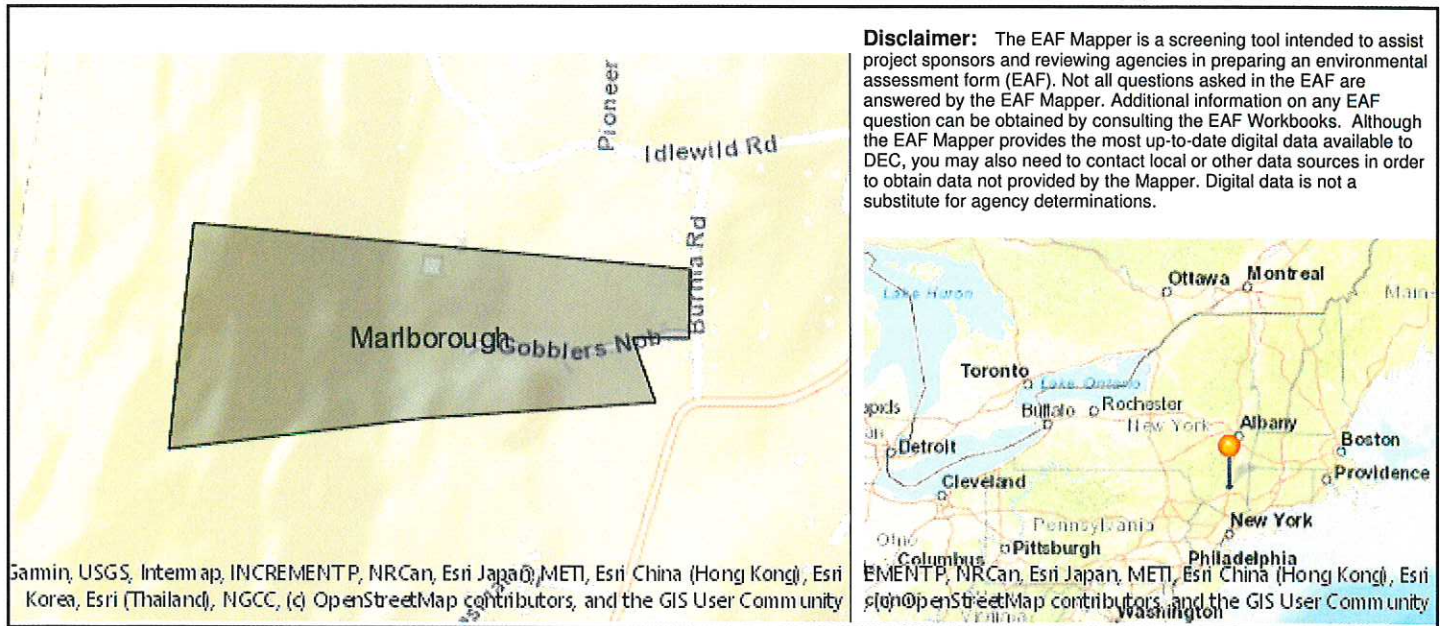 Disclaimer: The EAF Mapper is a screening tool intended to assist
project sponsors and reviewing agencies in preparing an environmental
assessment form (EAF). Not all questions asked in the EAF are
answered by the EAF Mapper. Additional information on any EAF
question can be obtained by consulting the EAF Workbooks. Although
the EAF Mapper provides the most up-to-date digital data available to
DEC, you may also need to contact local or other data sources in order
to obtain data not provided by the Mapper. Digital data is not a
substitute for agency determinations.
Pioneer
Idlewild Rd
Burma Rd
Marlborough
Gobblers Nob
Garmin, USGS, Intermap, INCREMENT P, NRCan, Esri Japan, METI, Esri China (Hong Kong), Esri
Korea, Esri (Thailand), NGCC, (c) OpenStreetMap contributors, and the GIS User Community
Ottawa
Montreal
Lake Huron
Toronto
Lake Ontario
Buffalo
Rochester
New York
Albany
Boston
Detroit
Providence
Cleveland
Pennsylvania
New York
Ohio
Pittsburgh
Philadelphia
Columbus
EMENT P, NRCan, Esri Japan, METI, Esri China (Hong Kong), Esri
OpenStreetMap contributors, and the GIS User Community
Washington